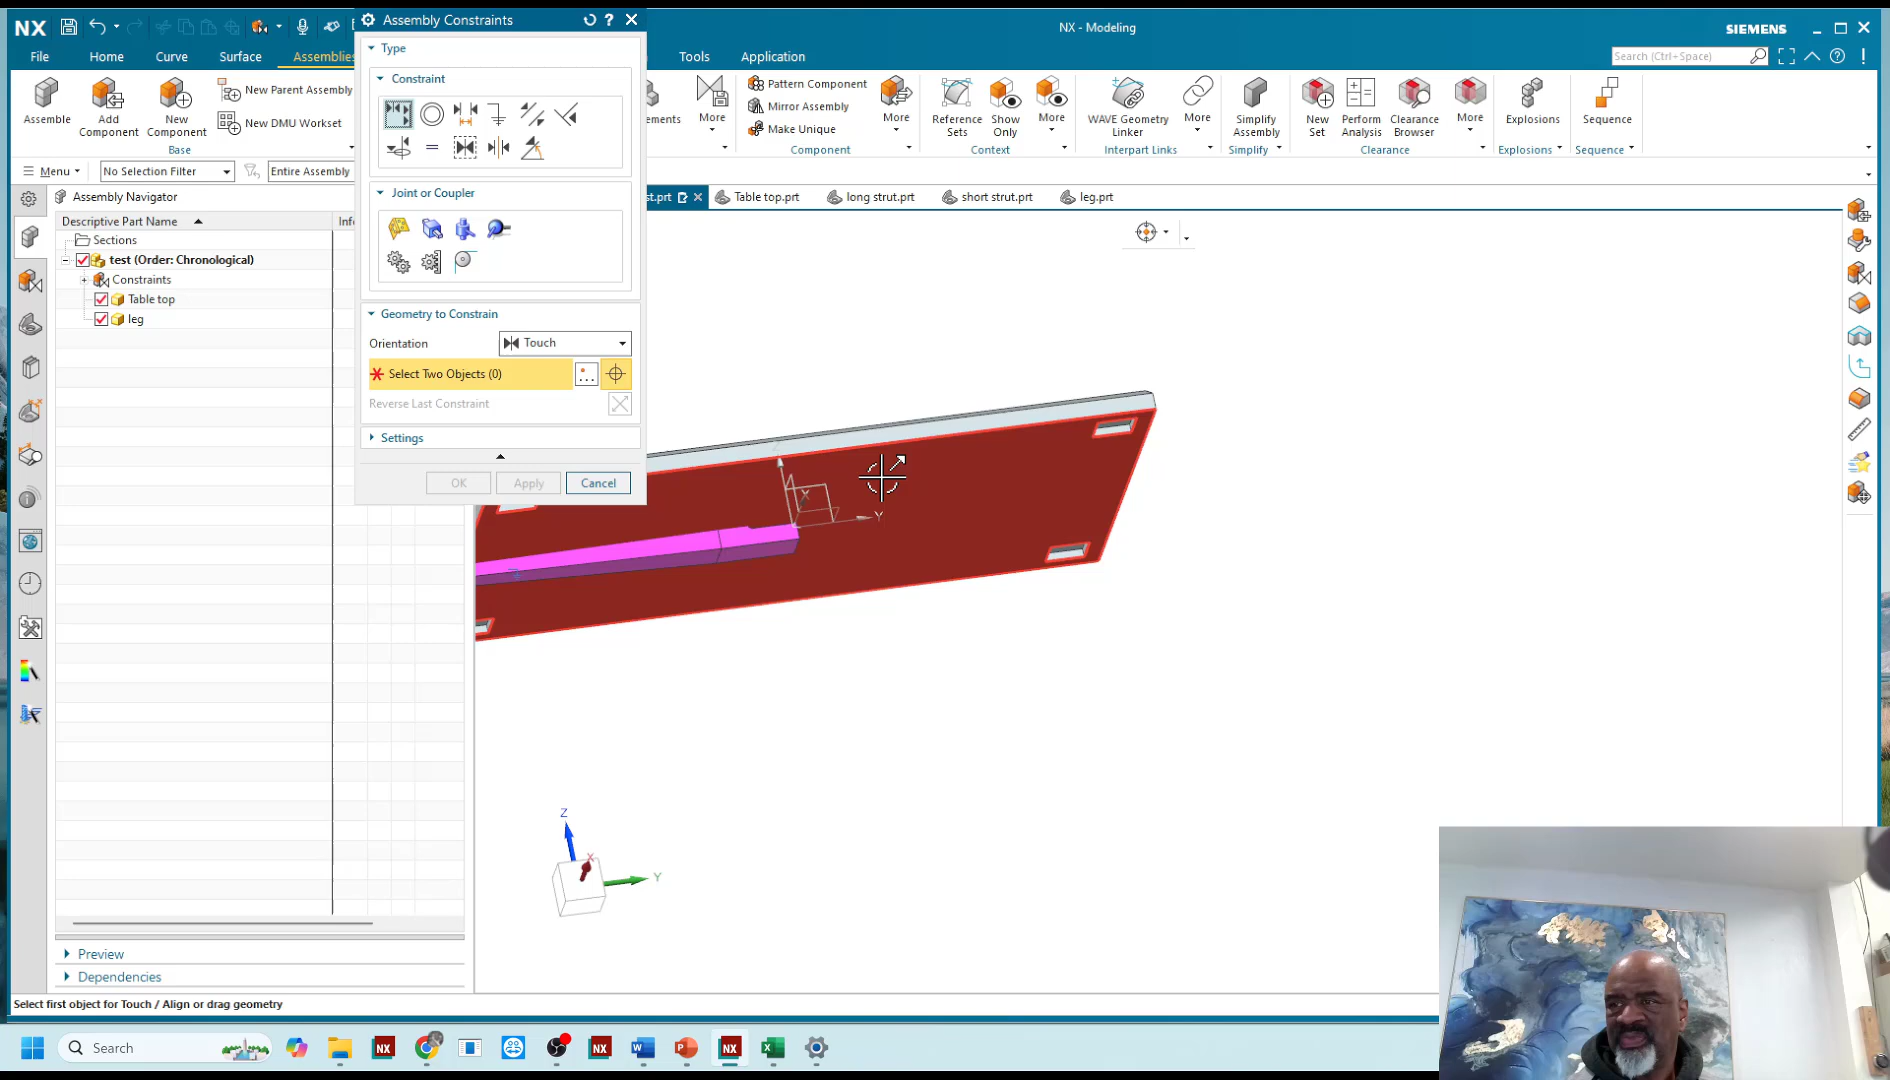 NX
Assembly Constraints
NX - Modeling
SIEMENS
File
Home
Curve
Surface
Assemblies
Tools
Application
Search (Ctrl+Space)
Type
Constraint
Assemble
Add
Component
New
Component
New Parent Assembly
New DMU Workset
Base
ements
More
Pattern Component
Mirror Assembly
Make Unique
More
Component
Reference
Sets
Show
Only
More
Context
WAVE Geometry
Linker
More
Interpart Links
Simplify
Assembly
Simplify
New
Set
Perform
Analysis
Clearance
Browser
More
Clearance
Explosions
Explosions
Sequence
Sequence
Menu
No Selection Filter
Entire Assembly
Assembly Navigator
st.prt
Table top.prt
long strut.prt
short strut.prt
leg.prt
Descriptive Part Name
Info
Sections
test (Order: Chronological)
Constraints
Table top
leg
Joint or Coupler
Geometry to Constrain
Orientation
Touch
Select Two Objects (0)
Reverse Last Constraint
Settings
OK
Apply
Cancel
Z
X
Y
Z
X
Y
Preview
Dependencies
Select first object for Touch / Align or drag geometry
Search